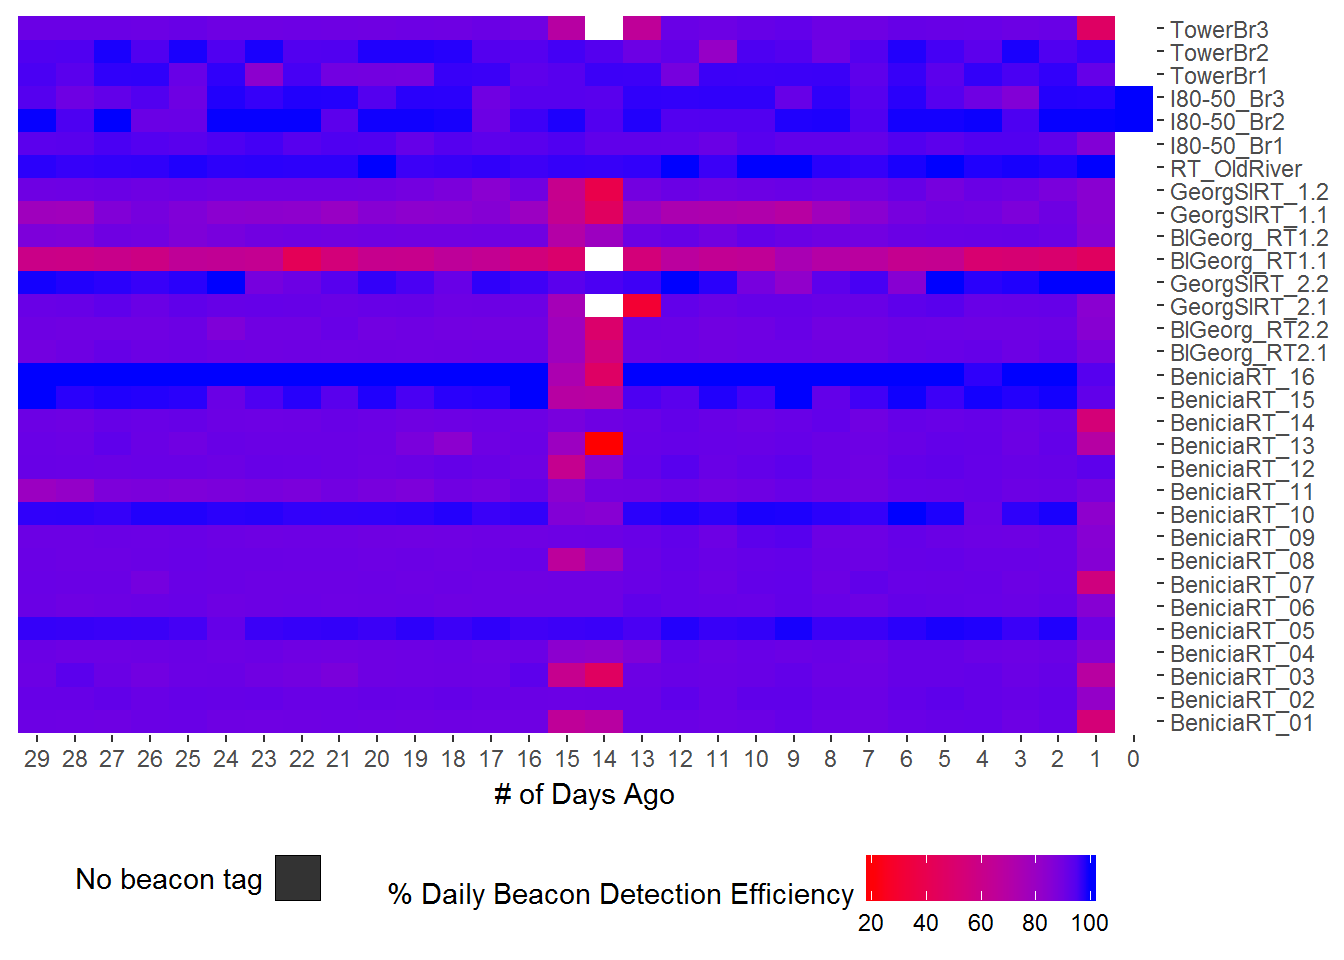 TowerBr3
TowerBr2
TowerBr1
I80-50_Br3
I80-50_Br2
I80-50_Br1
RT_OldRiver
GeorgSlRT_1.2
GeorgSlRT_1.1
BlGeorg_RT1.2
BlGeorg_RT1.1
GeorgSlRT_2.2
GeorgSlRT_2.1
BlGeorg_RT2.2
BlGeorg_RT2.1
BeniciaRT_16
BeniciaRT_15
BeniciaRT_14
BeniciaRT_13
BeniciaRT_12
BeniciaRT_11
BeniciaRT_10
BeniciaRT_09
BeniciaRT_08
BeniciaRT_07
BeniciaRT_06
BeniciaRT_05
BeniciaRT_04
BeniciaRT_03
BeniciaRT_02
BeniciaRT_01
29 28 27 26 25 24 23 22 21 20 19 18 17 16 15 14 13 12 11 10 9 8 7 6 5 4 3 2 1 0
# of Days Ago
No beacon tag
% Daily Beacon Detection Efficiency
20 40 60 80 100